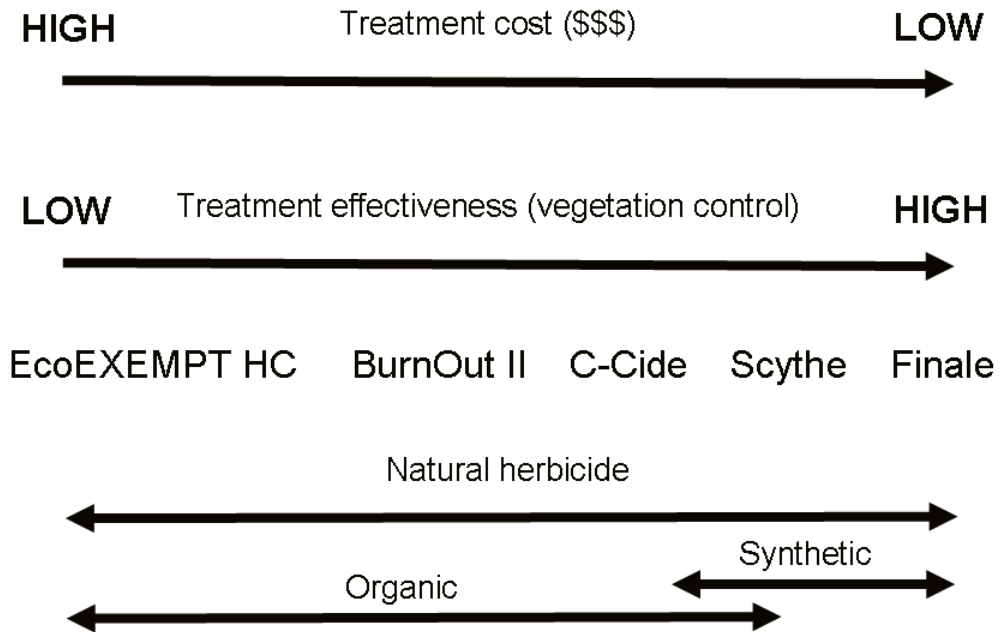 HIGH Treatment cost ($$$) LOW
LOW Treatment effectiveness (vegetation control) HIGH
EcoEXEMPT HC BurnOut II C-Cide Scythe Finale
Natural herbicide
Synthetic
Organic